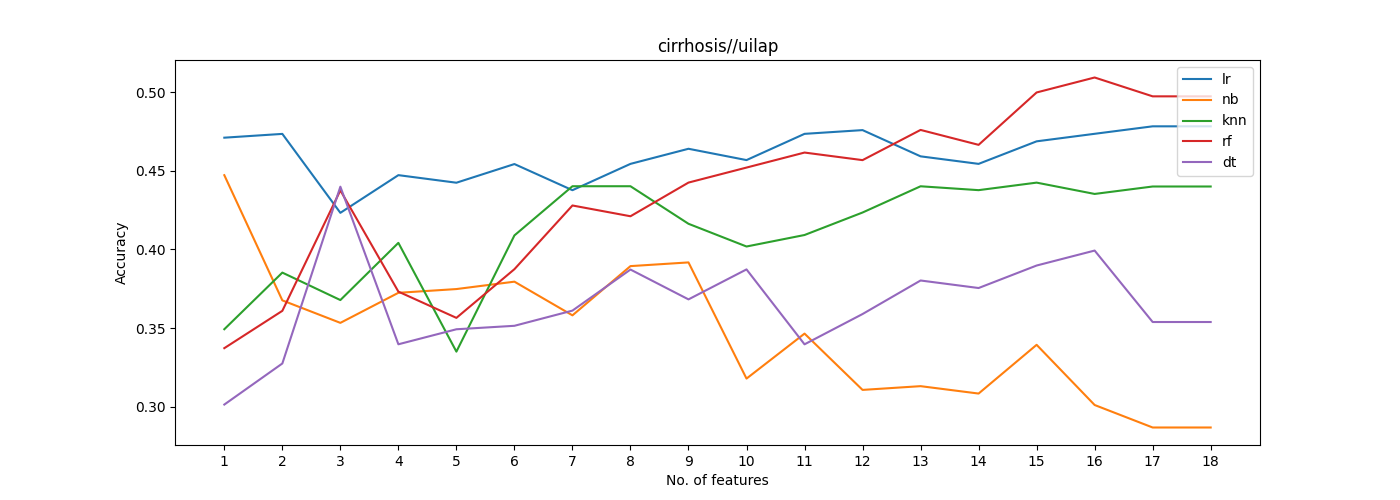 cirrhosis//uilap
lr
nb
knn
rf
dt
0.50
0.45
0.40
0.35
0.30
Accuracy
1 2 3 4 5 6 7 8 9 10 11 12 13 14 15 16 17 18
No. of features